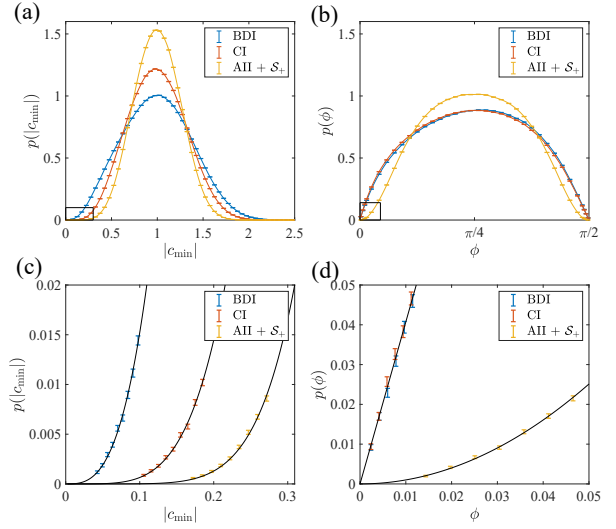 (a)
BDI
CI
AII + 𝒮₊
p(|c_min|)
1.5
1
0.5
0
0 0.5 1 1.5 2 2.5
|c_min|
(b)
BDI
CI
AII + 𝒮₊
p(ϕ)
1.5
1
0.5
0
0 π/4 π/2
ϕ
(c)
BDI
CI
AII + 𝒮₊
p(|c_min|)
0.02
0.015
0.01
0.005
0
0 0.1 0.2 0.3
|c_min|
(d)
BDI
CI
AII + 𝒮₊
p(ϕ)
0.05
0.04
0.03
0.02
0.01
0
0 0.01 0.02 0.03 0.04 0.05
ϕ